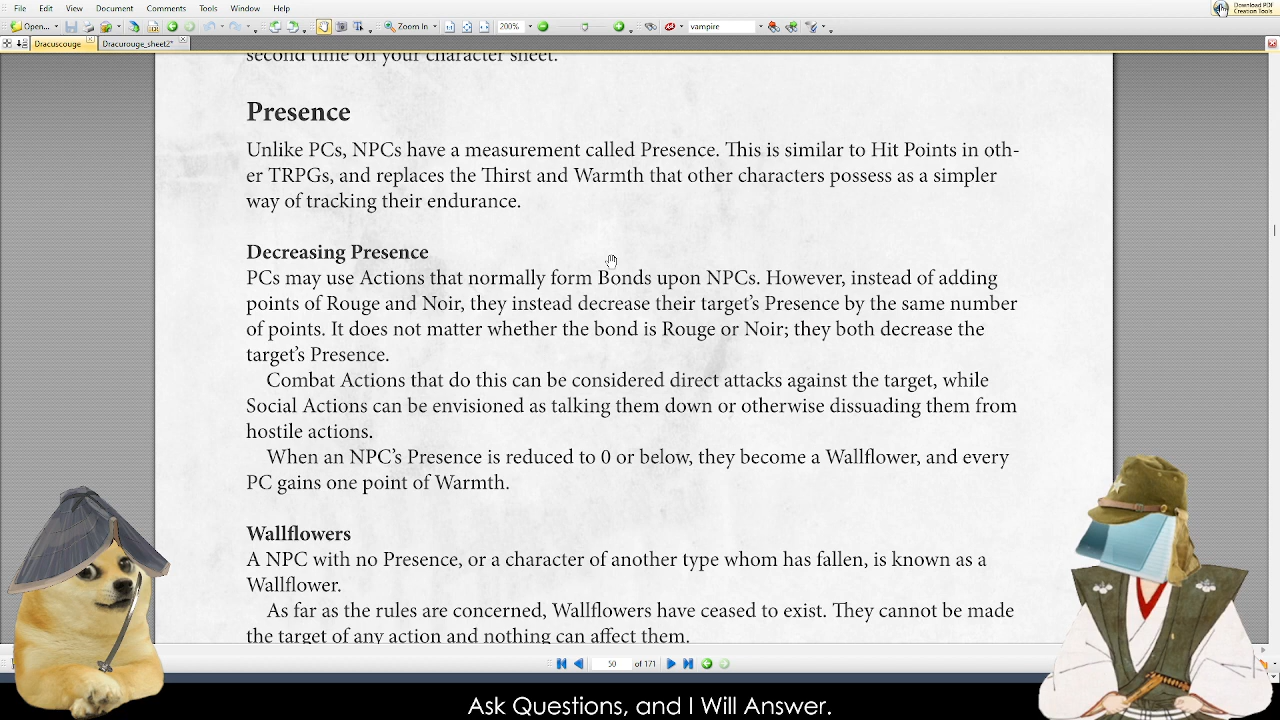 File Edit View Document Comments Tools Window Help
Download PDF
Creation Tools
Open... Zoom In 200% vampire
Dracuscouge Dracurouge_sheet2*
second time on your character sheet.
Presence
Unlike PCs, NPCs have a measurement called Presence. This is similar to Hit Points in oth-
er TRPGs, and replaces the Thirst and Warmth that other characters possess as a simpler
way of tracking their endurance.
Decreasing Presence
PCs may use Actions that normally form Bonds upon NPCs. However, instead of adding
points of Rouge and Noir, they instead decrease their target's Presence by the same number
of points. It does not matter whether the bond is Rouge or Noir; they both decrease the
target's Presence.
Combat Actions that do this can be considered direct attacks against the target, while
Social Actions can be envisioned as talking them down or otherwise dissuading them from
hostile actions.
When an NPC's Presence is reduced to 0 or below, they become a Wallflower, and every
PC gains one point of Warmth.
Wallflowers
A NPC with no Presence, or a character of another type whom has fallen, is known as a
Wallflower.
As far as the rules are concerned, Wallflowers have ceased to exist. They cannot be made
the target of any action and nothing can affect them.
50 of 171
Ask Questions, and I Will Answer.